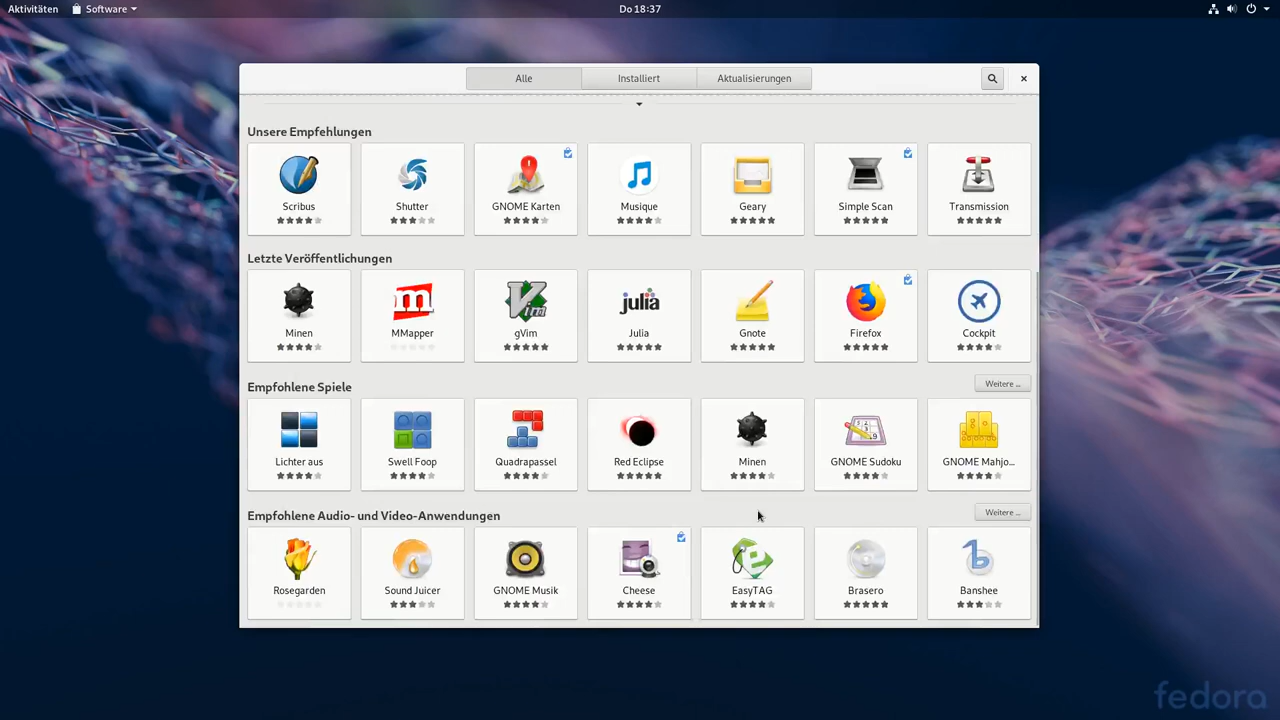 Aktivitäten Software Do 18:37
Alle Installiert Aktualisierungen
Unsere Empfehlungen
Scribus Shutter GNOME Karten Musique Geary Simple Scan Transmission
Letzte Veröffentlichungen
Minen MMapper gVim Julia Gnote Firefox Cockpit
Empfohlene Spiele Weitere …
Lichter aus Swell Foop Quadrapassel Red Eclipse Minen GNOME Sudoku GNOME Mahjo…
Empfohlene Audio- und Video-Anwendungen Weitere …
Rosegarden Sound Juicer GNOME Musik Cheese EasyTAG Brasero Banshee
fedora